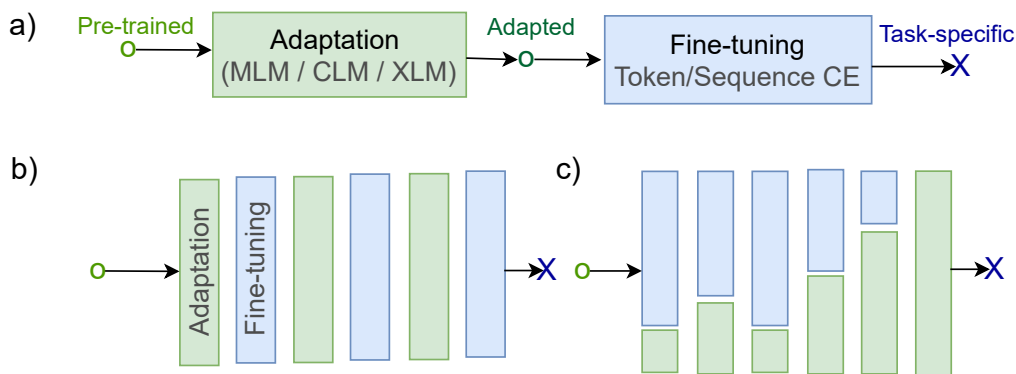 a)
Pre-trained
o
Adaptation
(MLM / CLM / XLM)
Adapted
o
Fine-tuning
Token/Sequence CE
Task-specific
X
b)
o
Adaptation
Fine-tuning
X
c)
o
X